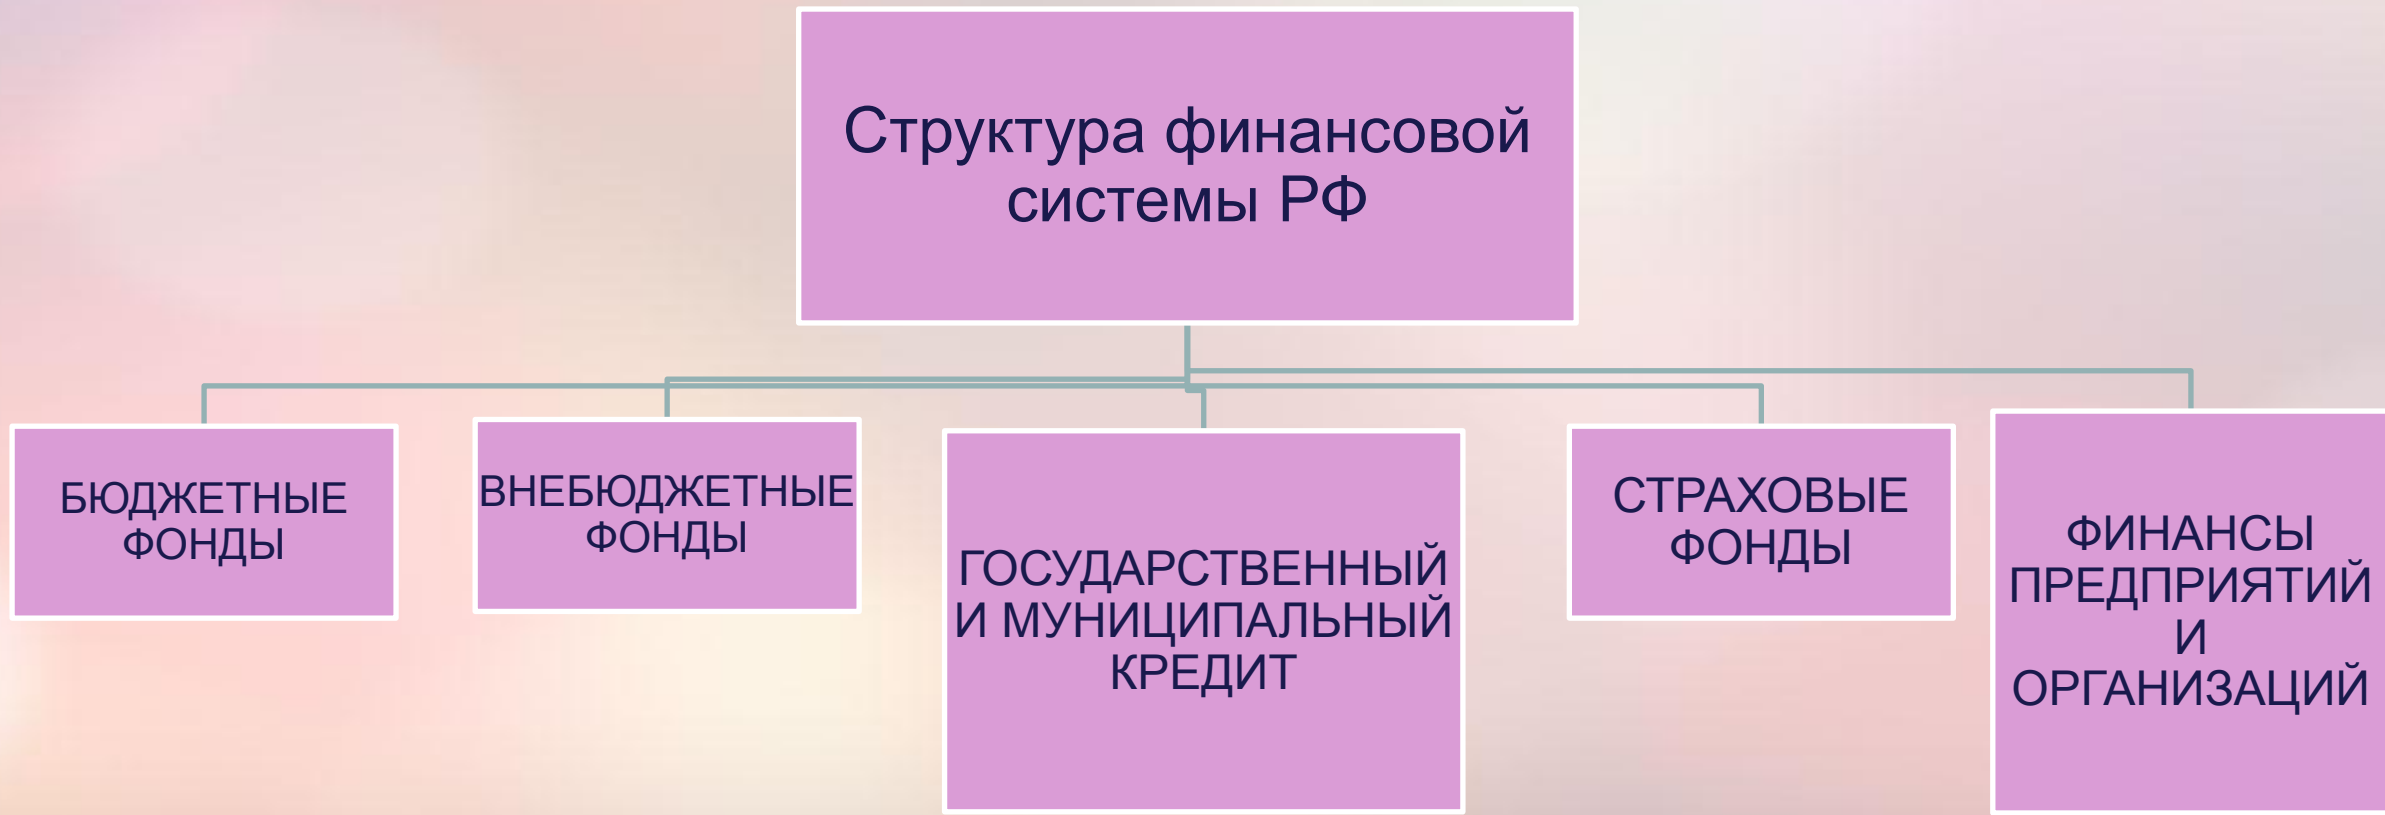 Структура финансовой
системы РФ
БЮДЖЕТНЫЕ
ФОНДЫ
ВНЕБЮДЖЕТНЫЕ
ФОНДЫ
ГОСУДАРСТВЕННЫЙ
И МУНИЦИПАЛЬНЫЙ
КРЕДИТ
СТРАХОВЫЕ
ФОНДЫ
ФИНАНСЫ
ПРЕДПРИЯТИЙ
И
ОРГАНИЗАЦИЙ